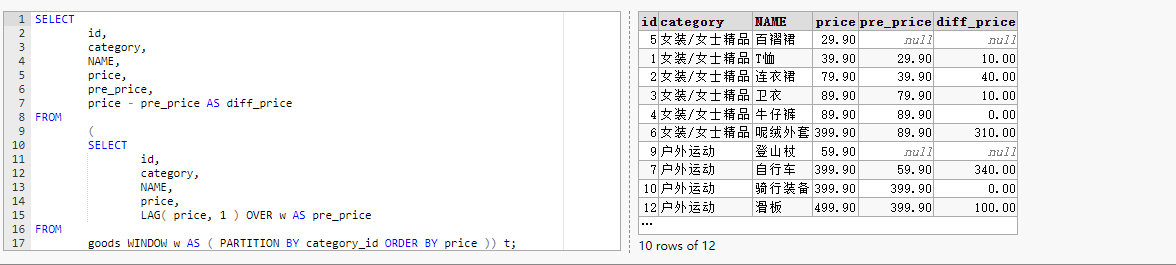 1 SELECT
2 id,
3 category,
4 NAME,
5 price,
6 pre_price,
7 price - pre_price AS diff_price
8 FROM
9 (
10 SELECT
11 id,
12 category,
13 NAME,
14 price,
15 LAG( price, 1 ) OVER w AS pre_price
16 FROM
17 goods WINDOW w AS ( PARTITION BY category_id ORDER BY price )) t;
id category NAME price pre_price diff_price
5 女装/女士精品 百褶裙 29.90 null null
1 女装/女士精品 T恤 39.90 29.90 10.00
2 女装/女士精品 连衣裙 79.90 39.90 40.00
3 女装/女士精品 卫衣 89.90 79.90 10.00
4 女装/女士精品 牛仔裤 89.90 89.90 0.00
6 女装/女士精品 呢绒外套 399.90 89.90 310.00
9 户外运动 登山杖 59.90 null null
7 户外运动 自行车 399.90 59.90 340.00
10 户外运动 骑行装备 399.90 399.90 0.00
12 户外运动 滑板 499.90 399.90 100.00
...
10 rows of 12